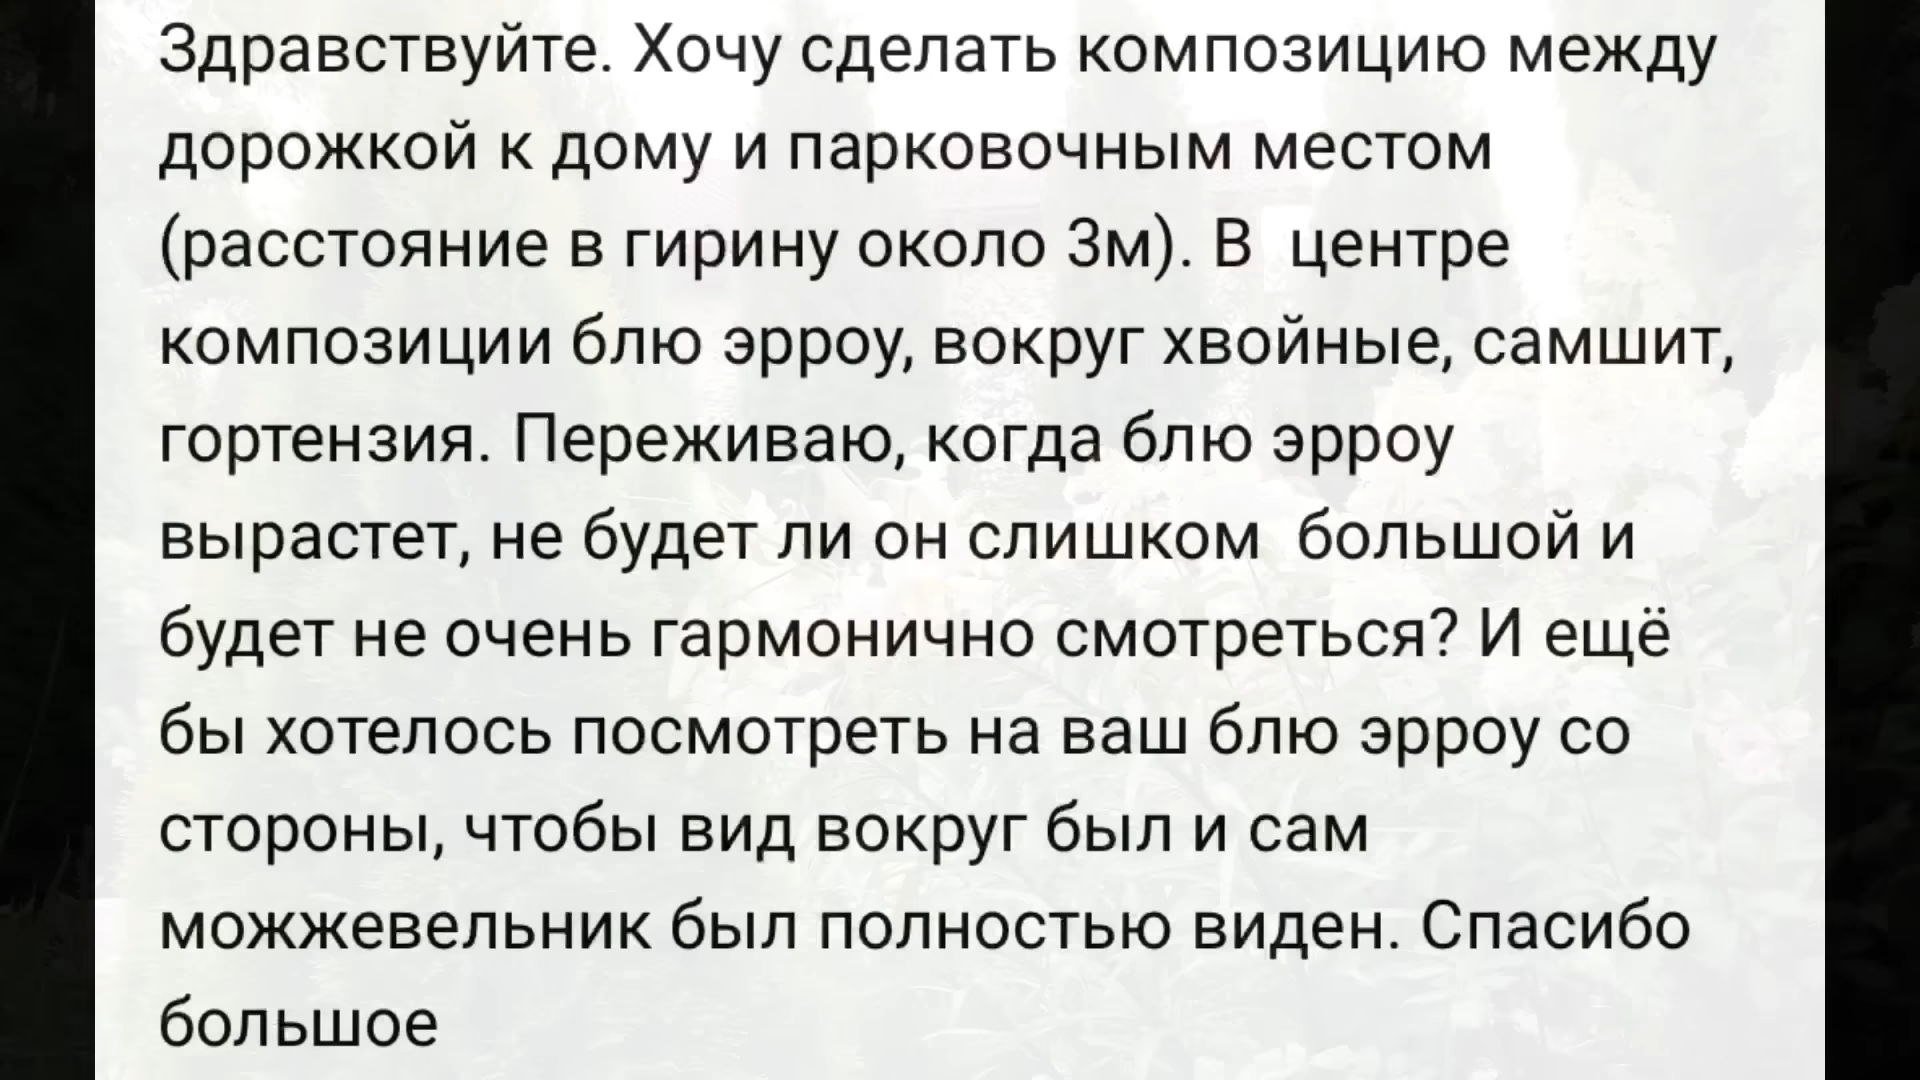 Здравствуйте. Хочу сделать композицию между
дорожкой к дому и парковочным местом
(расстояние в гирину около 3м). В  центре
композиции блю эрроу, вокруг хвойные, самшит,
гортензия. Переживаю, когда блю эрроу
вырастет, не будет ли он слишком  большой и
будет не очень гармонично смотреться? И ещё
бы хотелось посмотреть на ваш блю эрроу со
стороны, чтобы вид вокруг был и сам
можжевельник был полностью виден. Спасибо
большое